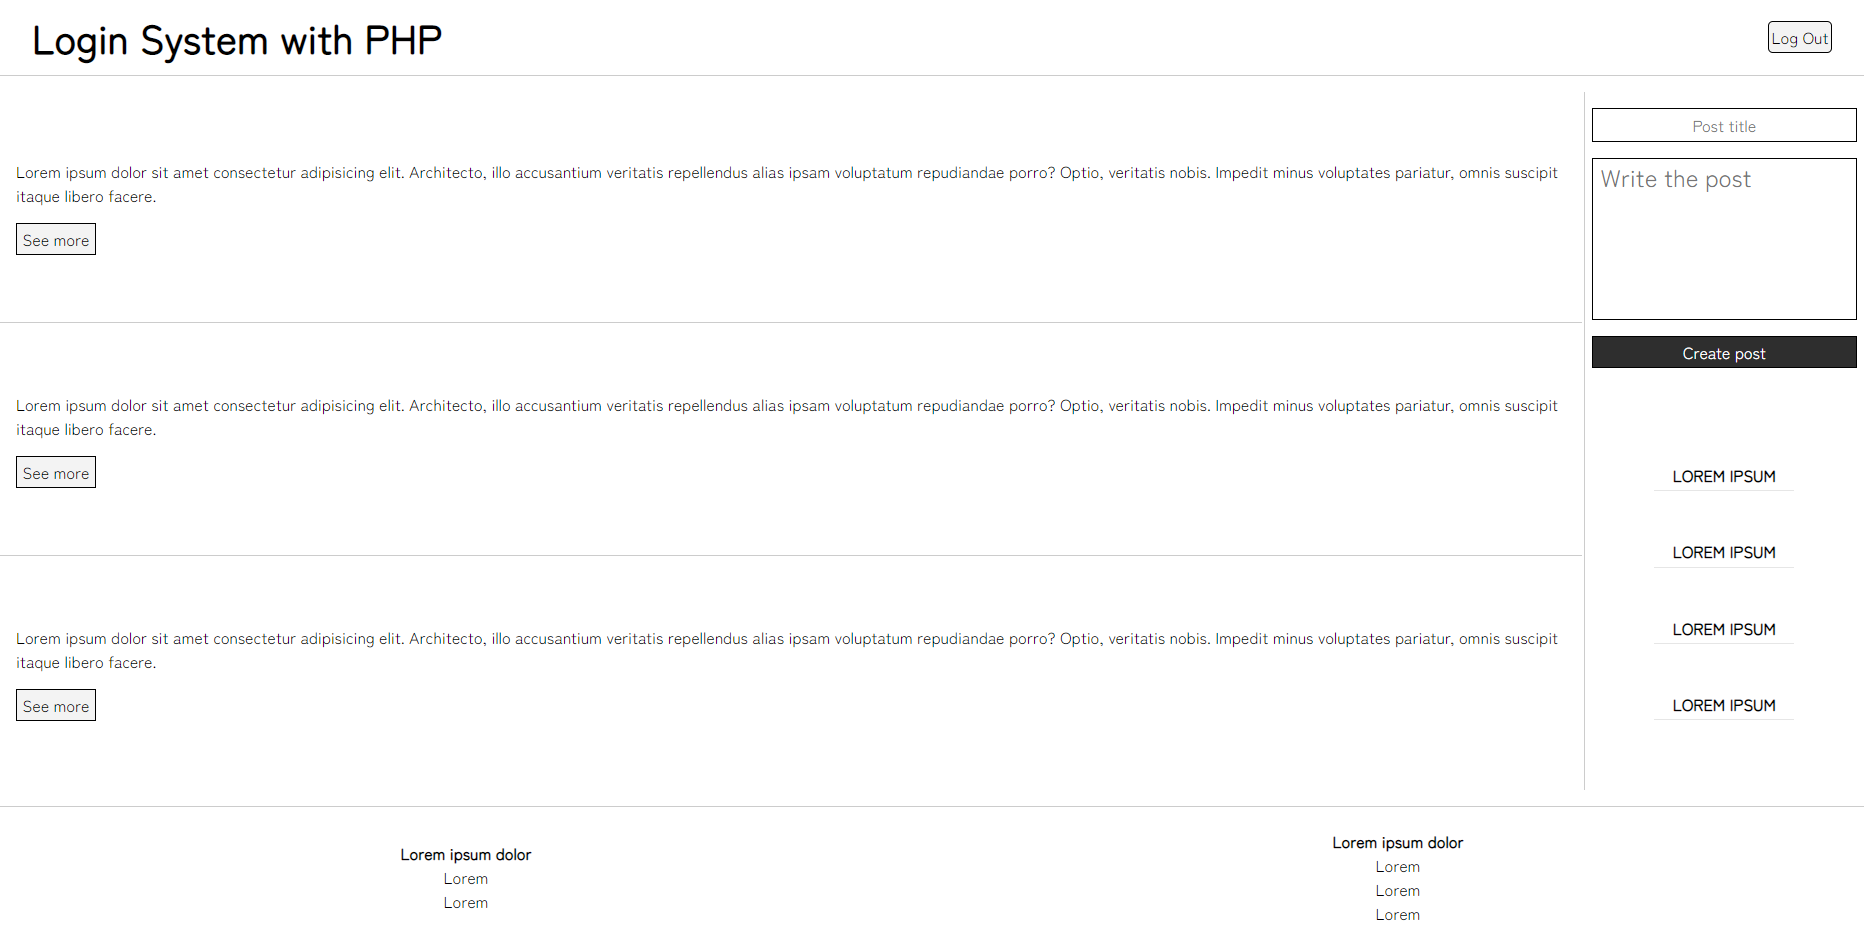 Login System with PHP
Log Out
Lorem ipsum dolor sit amet consectetur adipisicing elit. Architecto, illo accusantium veritatis repellendus alias ipsam voluptatum repudiandae porro? Optio, veritatis nobis. Impedit minus voluptates pariatur, omnis suscipit
itaque libero facere.
See more
Lorem ipsum dolor sit amet consectetur adipisicing elit. Architecto, illo accusantium veritatis repellendus alias ipsam voluptatum repudiandae porro? Optio, veritatis nobis. Impedit minus voluptates pariatur, omnis suscipit
itaque libero facere.
See more
Lorem ipsum dolor sit amet consectetur adipisicing elit. Architecto, illo accusantium veritatis repellendus alias ipsam voluptatum repudiandae porro? Optio, veritatis nobis. Impedit minus voluptates pariatur, omnis suscipit
itaque libero facere.
See more
Post title
Write the post
Create post
LOREM IPSUM
LOREM IPSUM
LOREM IPSUM
LOREM IPSUM
Lorem ipsum dolor
Lorem
Lorem
Lorem ipsum dolor
Lorem
Lorem
Lorem